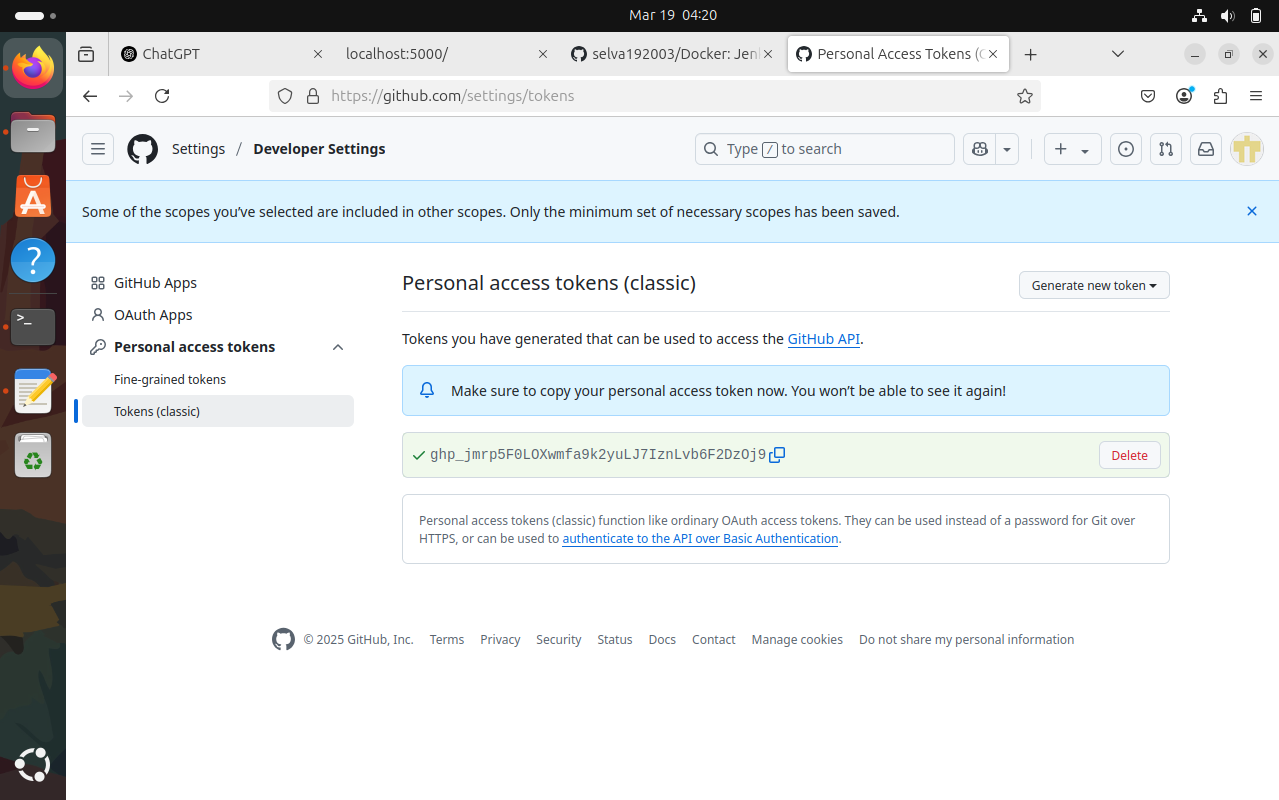 Mar 19 04:20
ChatGPT
localhost:5000/
selva192003/Docker: Jen
Personal Access Tokens (C
https://github.com/settings/tokens
Settings / Developer Settings
Type / to search
Some of the scopes you’ve selected are included in other scopes. Only the minimum set of necessary scopes has been saved.
GitHub Apps
OAuth Apps
Personal access tokens
Fine-grained tokens
Tokens (classic)
Personal access tokens (classic)
Generate new token
Tokens you have generated that can be used to access the GitHub API.
Make sure to copy your personal access token now. You won’t be able to see it again!
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
Delete
Personal access tokens (classic) function like ordinary OAuth access tokens. They can be used instead of a password for Git over
HTTPS, or can be used to authenticate to the API over Basic Authentication.
© 2025 GitHub, Inc. Terms Privacy Security Status Docs Contact Manage cookies Do not share my personal information